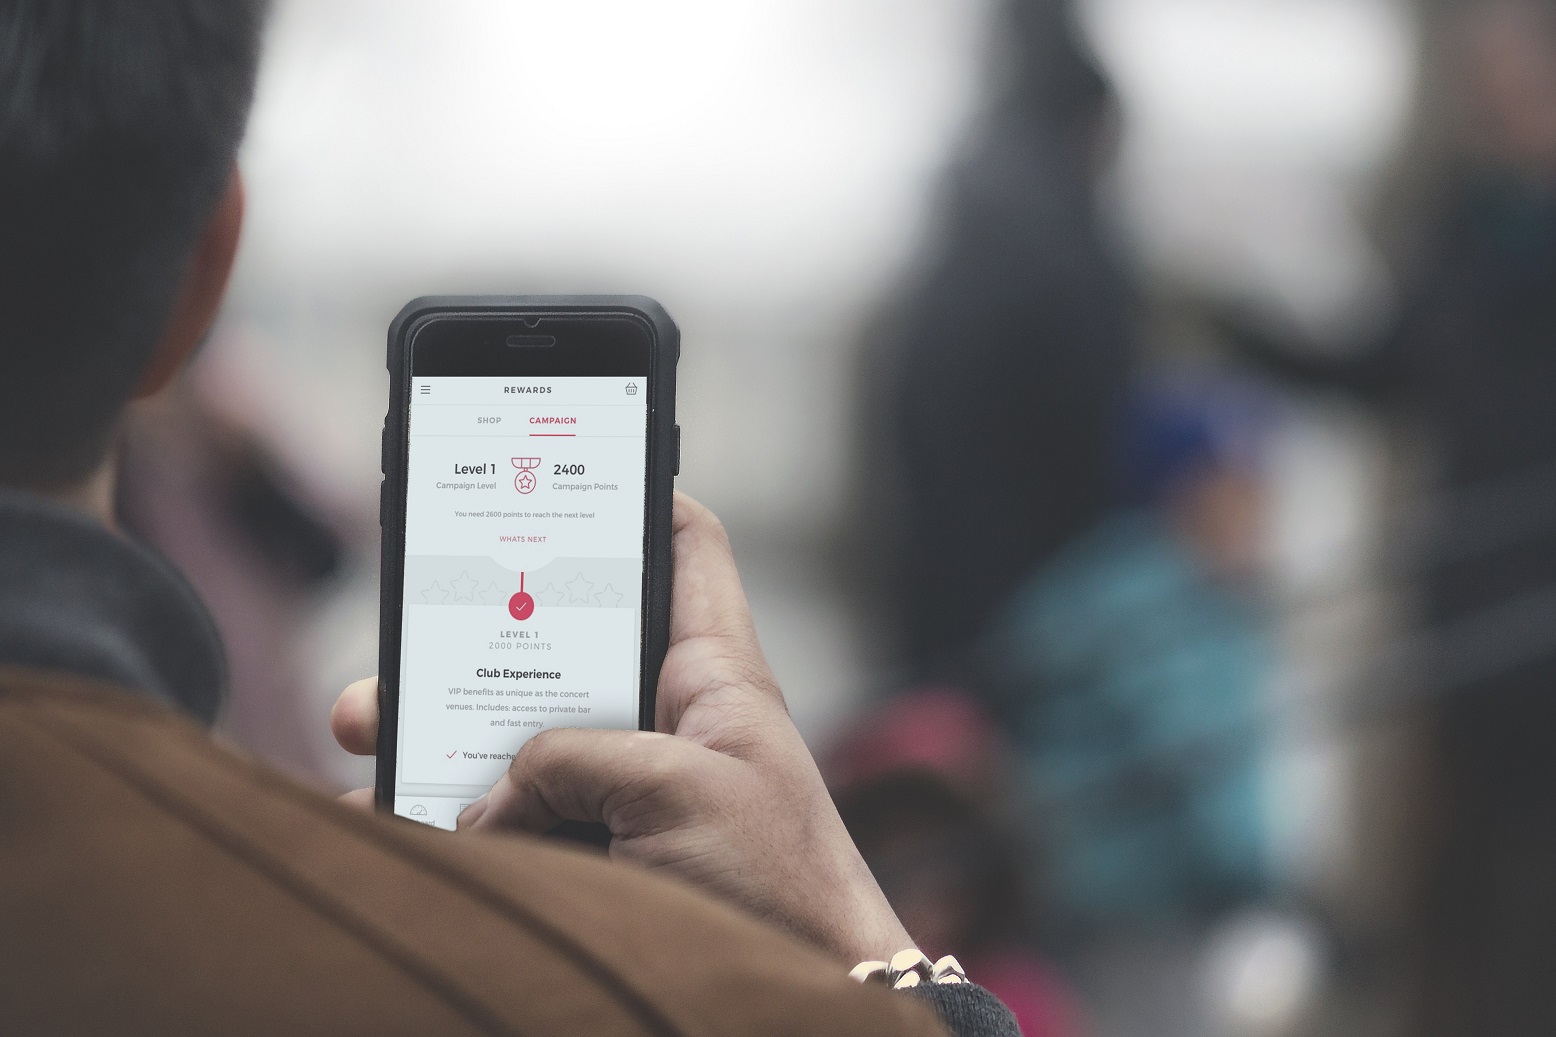 REWARDS
SHOP CAMPAIGN
Level 1 2400
Campaign Level Campaign Points
You need 2600 points to reach the next level
WHATS NEXT
LEVEL 1
2000 POINTS
Club Experience
VIP benefits as unique as the concert
venues. Includes: access to private bar
and fast entry.
You've reache